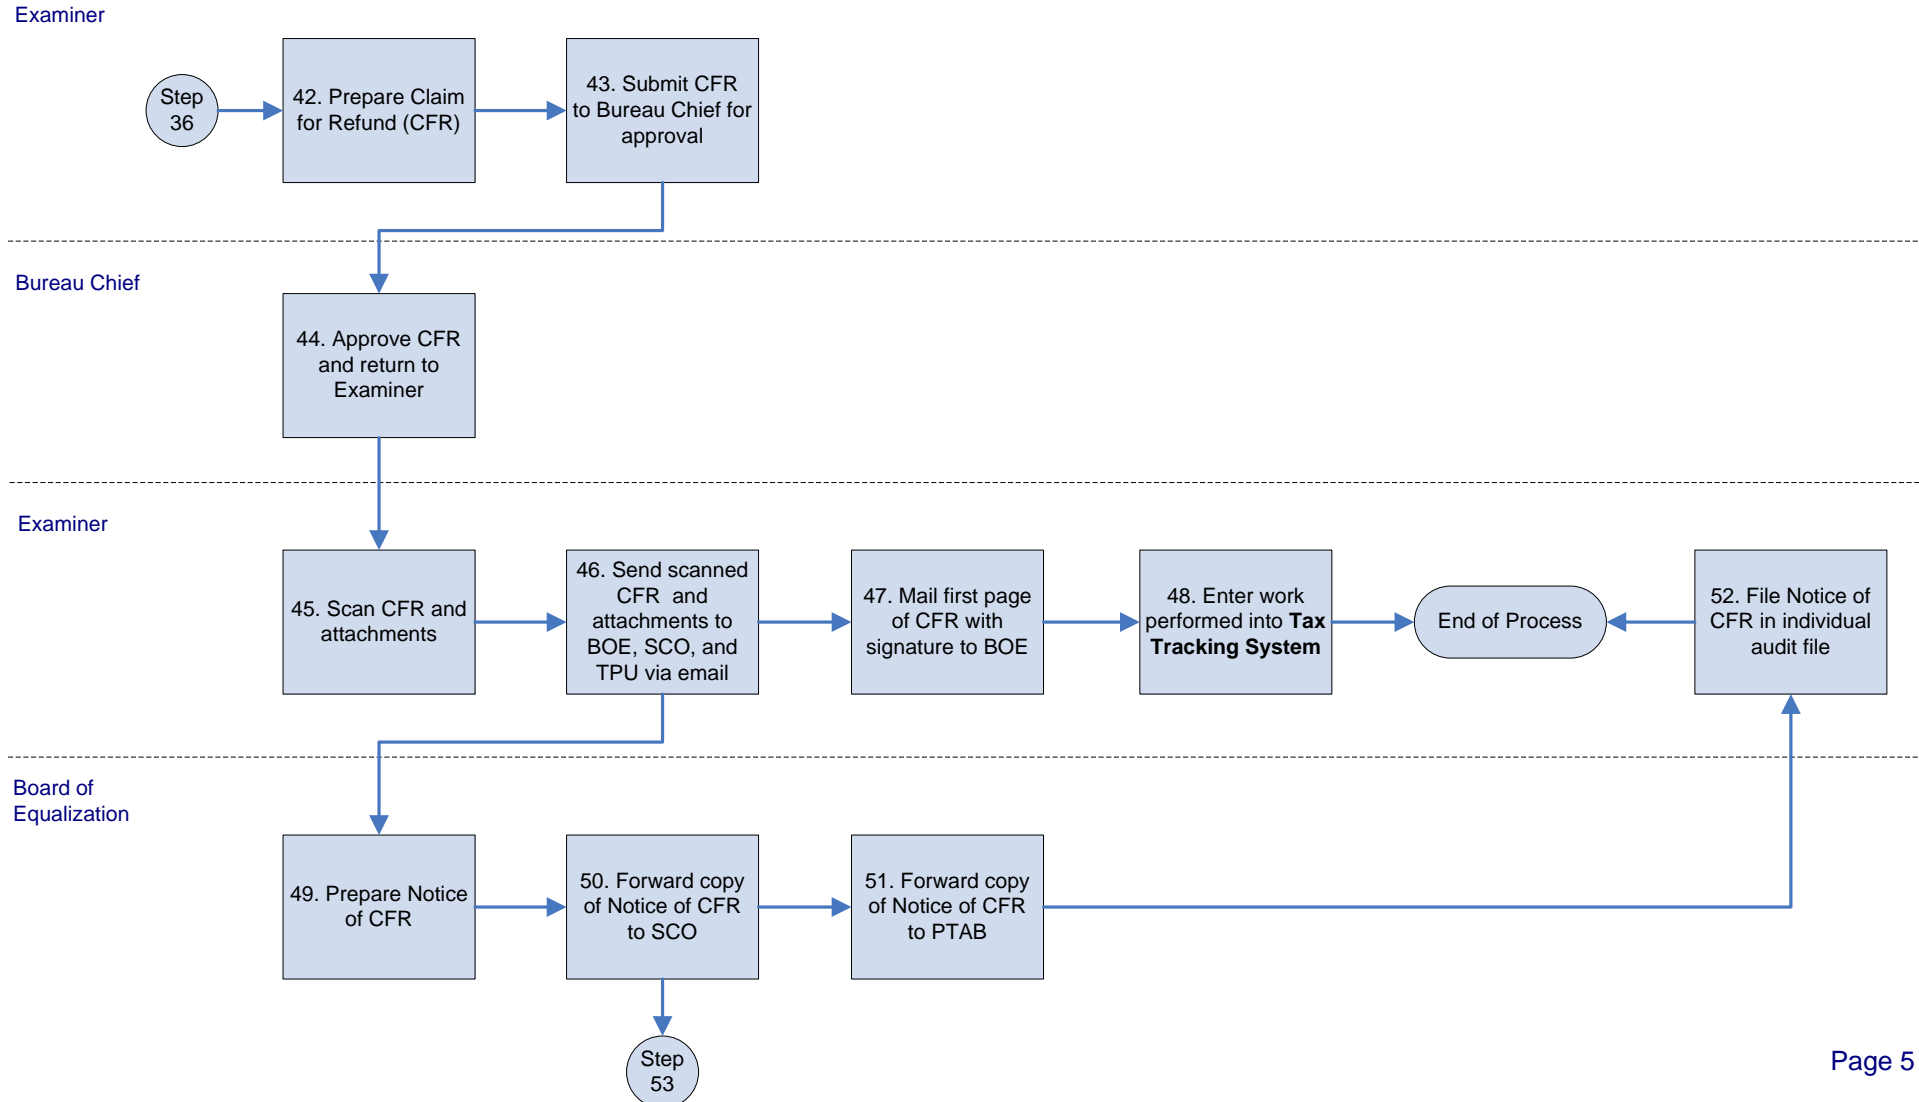 Examiner
Step
36
42. Prepare Claim
for Refund (CFR)
43. Submit CFR
to Bureau Chief for
approval
Bureau Chief
44. Approve CFR
and return to
Examiner
Examiner
45. Scan CFR and
attachments
46. Send scanned
CFR and
attachments to
BOE, SCO, and
TPU via email
47. Mail first page
of CFR with
signature to BOE
48. Enter work
performed into Tax
Tracking System
End of Process
52. File Notice of
CFR in individual
audit file
Board of
Equalization
49. Prepare Notice
of CFR
50. Forward copy
of Notice of CFR
to SCO
51. Forward copy
of Notice of CFR
to PTAB
Step
53
Page 5